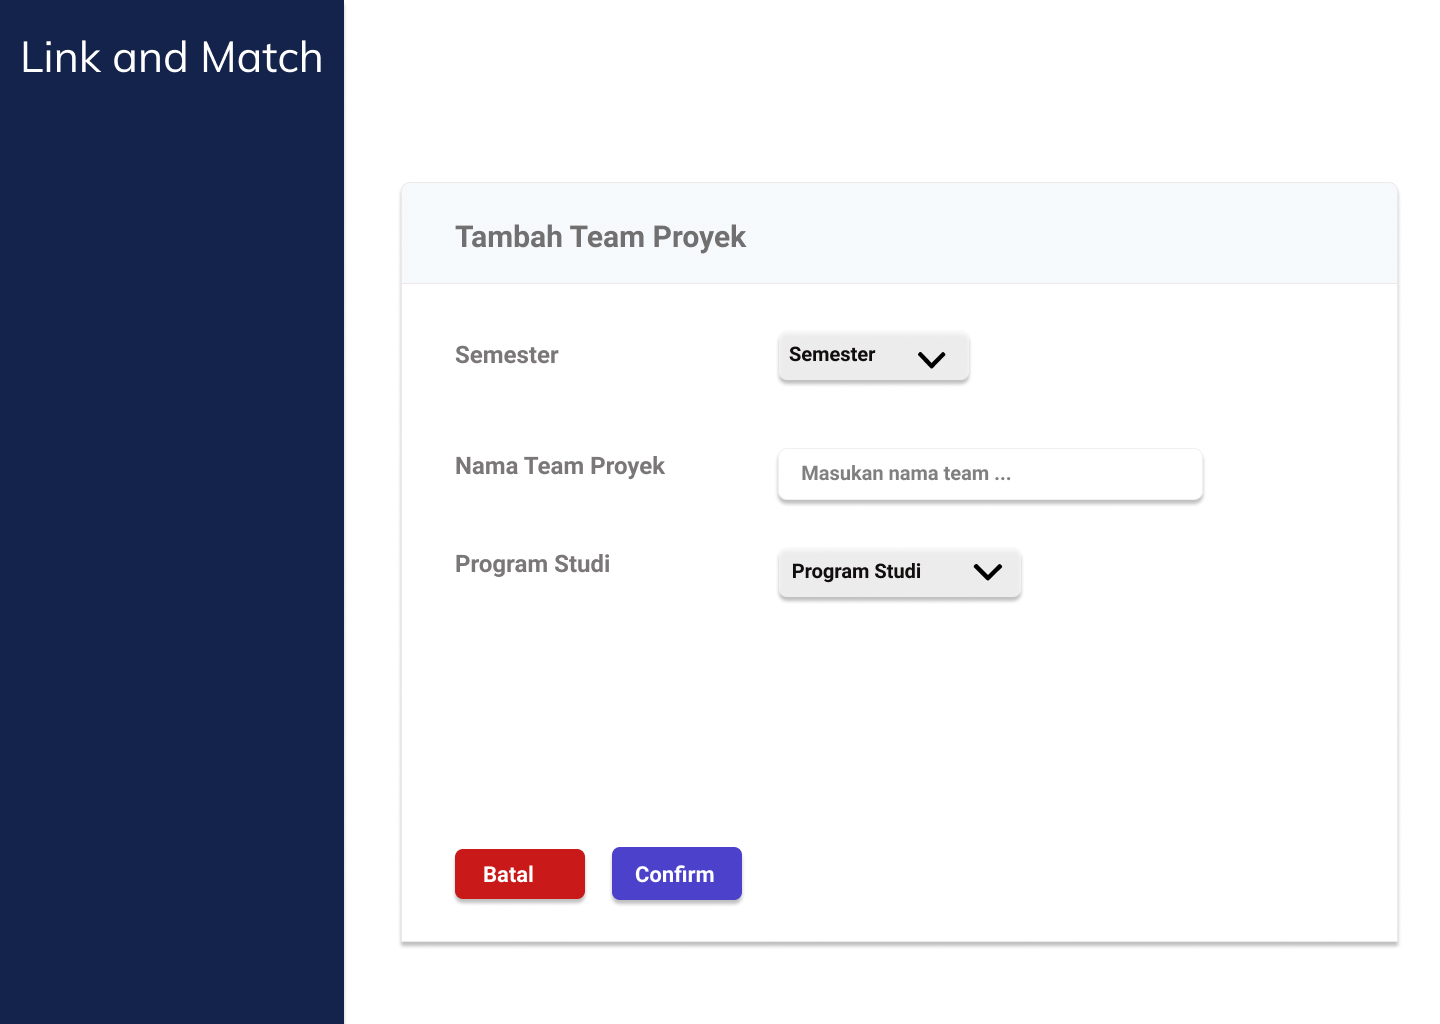 Link and Match
Tambah Team Proyek
Semester
Semester
Nama Team Proyek
Masukan nama team ...
Program Studi
Program Studi
Batal
Confirm